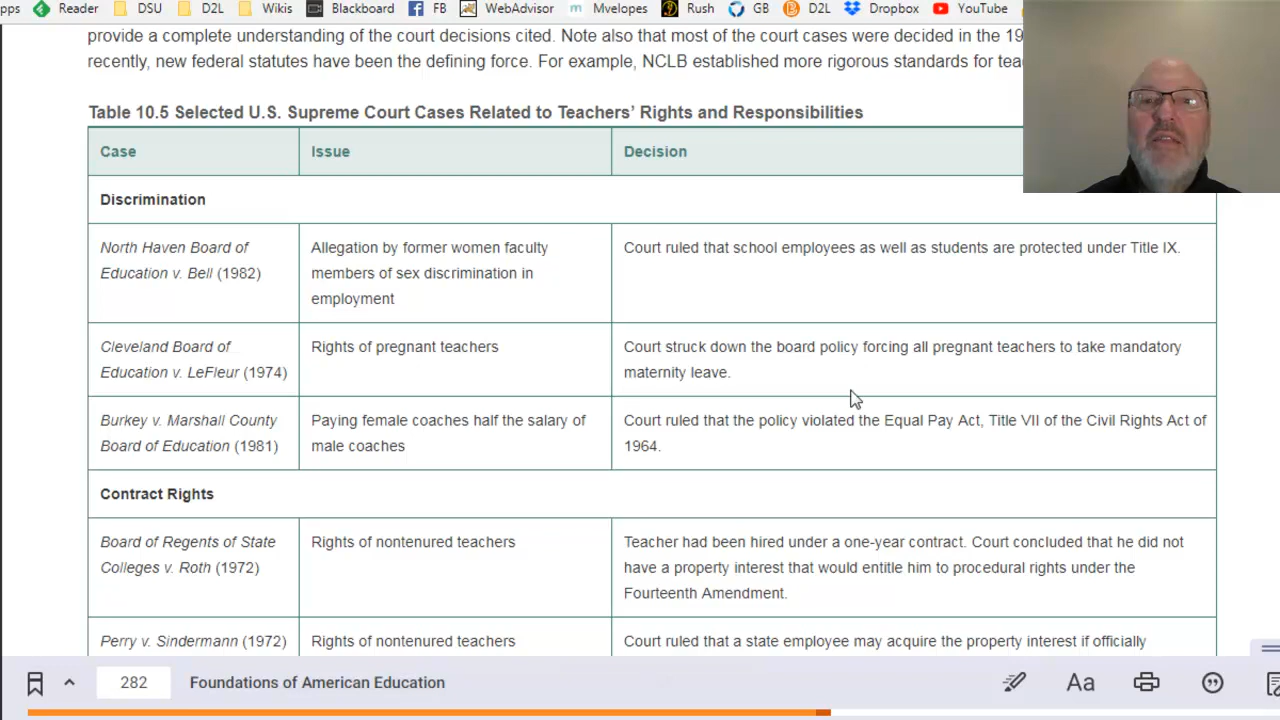 pps Reader DSU D2L Wikis Blackboard FB WebAdvisor Mvelopes Rush GB D2L Dropbox YouTube
provide a complete understanding of the court decisions cited. Note also that most of the court cases were decided in the 19
recently, new federal statutes have been the defining force. For example, NCLB established more rigorous standards for tea
Table 10.5 Selected U.S. Supreme Court Cases Related to Teachers’ Rights and Responsibilities
Case Issue Decision
Discrimination
North Haven Board of
Education v. Bell (1982)
Allegation by former women faculty
members of sex discrimination in
employment
Court ruled that school employees as well as students are protected under Title IX.
Cleveland Board of
Education v. LeFleur (1974)
Rights of pregnant teachers
Court struck down the board policy forcing all pregnant teachers to take mandatory
maternity leave.
Burkey v. Marshall County
Board of Education (1981)
Paying female coaches half the salary of
male coaches
Court ruled that the policy violated the Equal Pay Act, Title VII of the Civil Rights Act of
1964.
Contract Rights
Board of Regents of State
Colleges v. Roth (1972)
Rights of nontenured teachers
Teacher had been hired under a one-year contract. Court concluded that he did not
have a property interest that would entitle him to procedural rights under the
Fourteenth Amendment.
Perry v. Sindermann (1972)
Rights of nontenured teachers
Court ruled that a state employee may acquire the property interest if officially
282 Foundations of American Education Aa